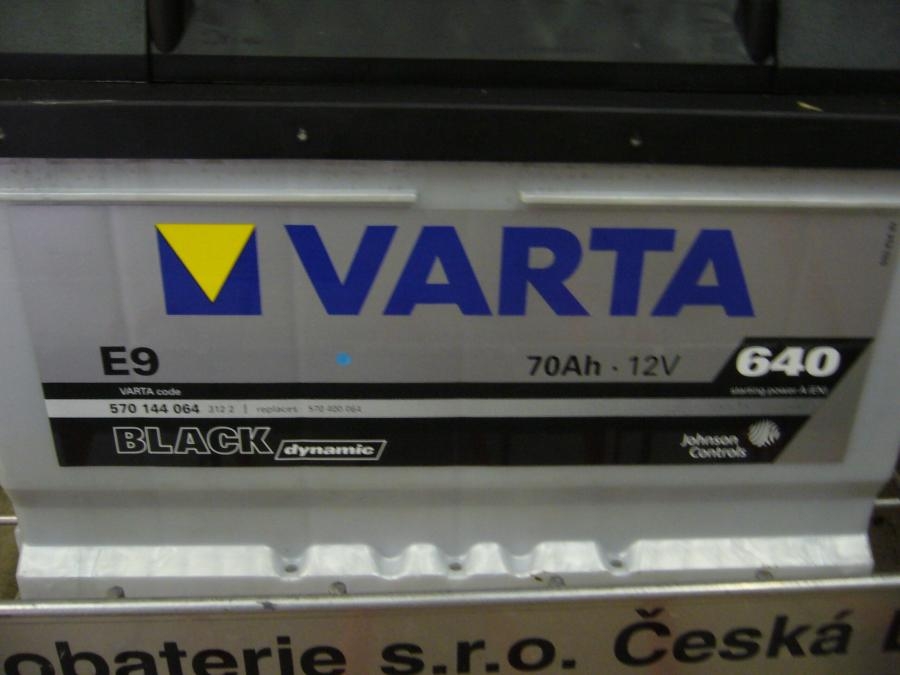 VARTA
E9
70Ah · 12V
640
VARTA code
starting power A (EN)
570 144 064 312 2 | replaces 570 400 064
BLACK dynamic
Johnson
Controls
obaterie s.r.o. Česká